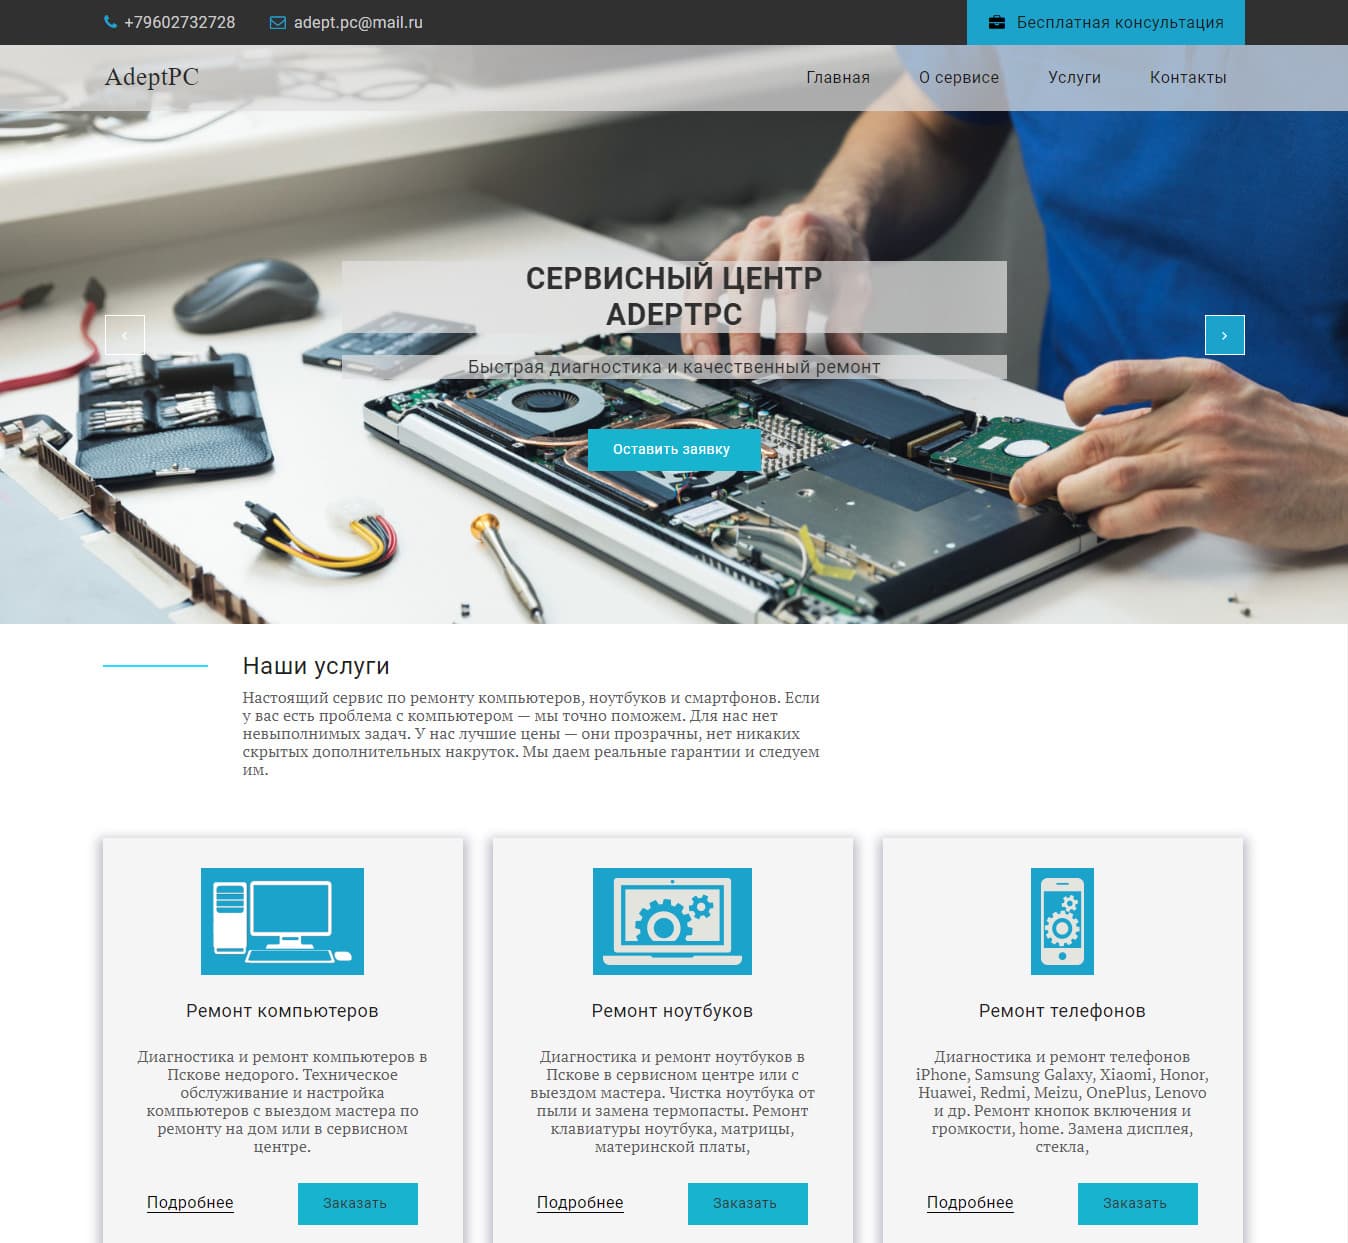 +79602732728
adept.pc@mail.ru
Бесплатная консультация
AdeptPC
Главная
О сервисе
Услуги
Контакты
СЕРВИСНЫЙ ЦЕНТР
ADEPTPC
Быстрая диагностика и качественный ремонт
Оставить заявку
Наши услуги
Настоящий сервис по ремонту компьютеров, ноутбуков и смартфонов. Если
у вас есть проблема с компьютером — мы точно поможем. Для нас нет
невыполнимых задач. У нас лучшие цены — они прозрачны, нет никаких
скрытых дополнительных накруток. Мы даем реальные гарантии и следуем
им.
Ремонт компьютеров
Диагностика и ремонт компьютеров в
Пскове недорого. Техническое
обслуживание и настройка
компьютеров с выездом мастера по
ремонту на дом или в сервисном
центре.
Подробнее
Заказать
Ремонт ноутбуков
Диагностика и ремонт ноутбуков в
Пскове в сервисном центре или с
выездом мастера. Чистка ноутбука от
пыли и замена термопасты. Ремонт
клавиатуры ноутбука, матрицы,
материнской платы,
Подробнее
Заказать
Ремонт телефонов
Диагностика и ремонт телефонов
iPhone, Samsung Galaxy, Xiaomi, Honor,
Huawei, Redmi, Meizu, OnePlus, Lenovo
и др. Ремонт кнопок включения и
громкости, home. Замена дисплея,
стекла,
Подробнее
Заказать